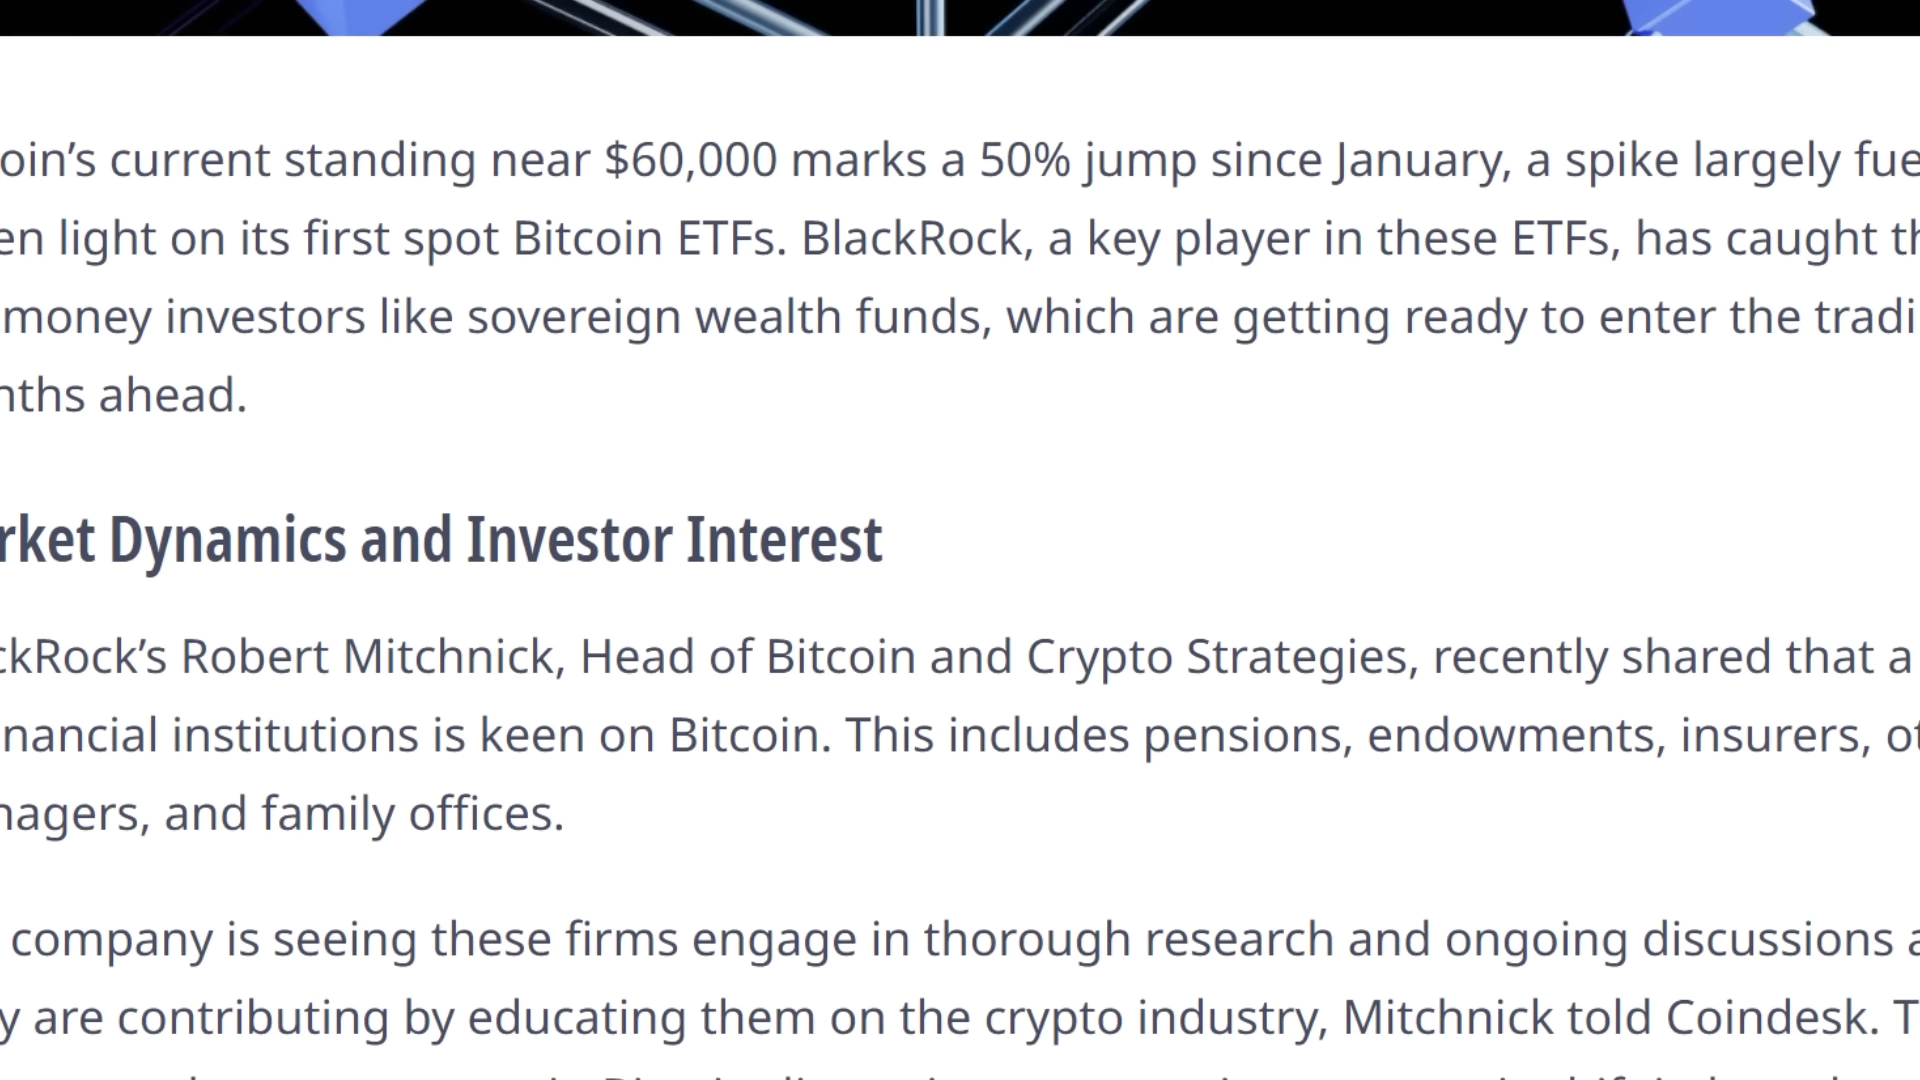 oin’s current standing near $60,000 marks a 50% jump since January, a spike largely fue
en light on its first spot Bitcoin ETFs. BlackRock, a key player in these ETFs, has caught th
money investors like sovereign wealth funds, which are getting ready to enter the tradi
nths ahead.
rket Dynamics and Investor Interest
ckRock’s Robert Mitchnick, Head of Bitcoin and Crypto Strategies, recently shared that a
nancial institutions is keen on Bitcoin. This includes pensions, endowments, insurers, ot
nagers, and family offices.
company is seeing these firms engage in thorough research and ongoing discussions a
y are contributing by educating them on the crypto industry, Mitchnick told Coindesk. T